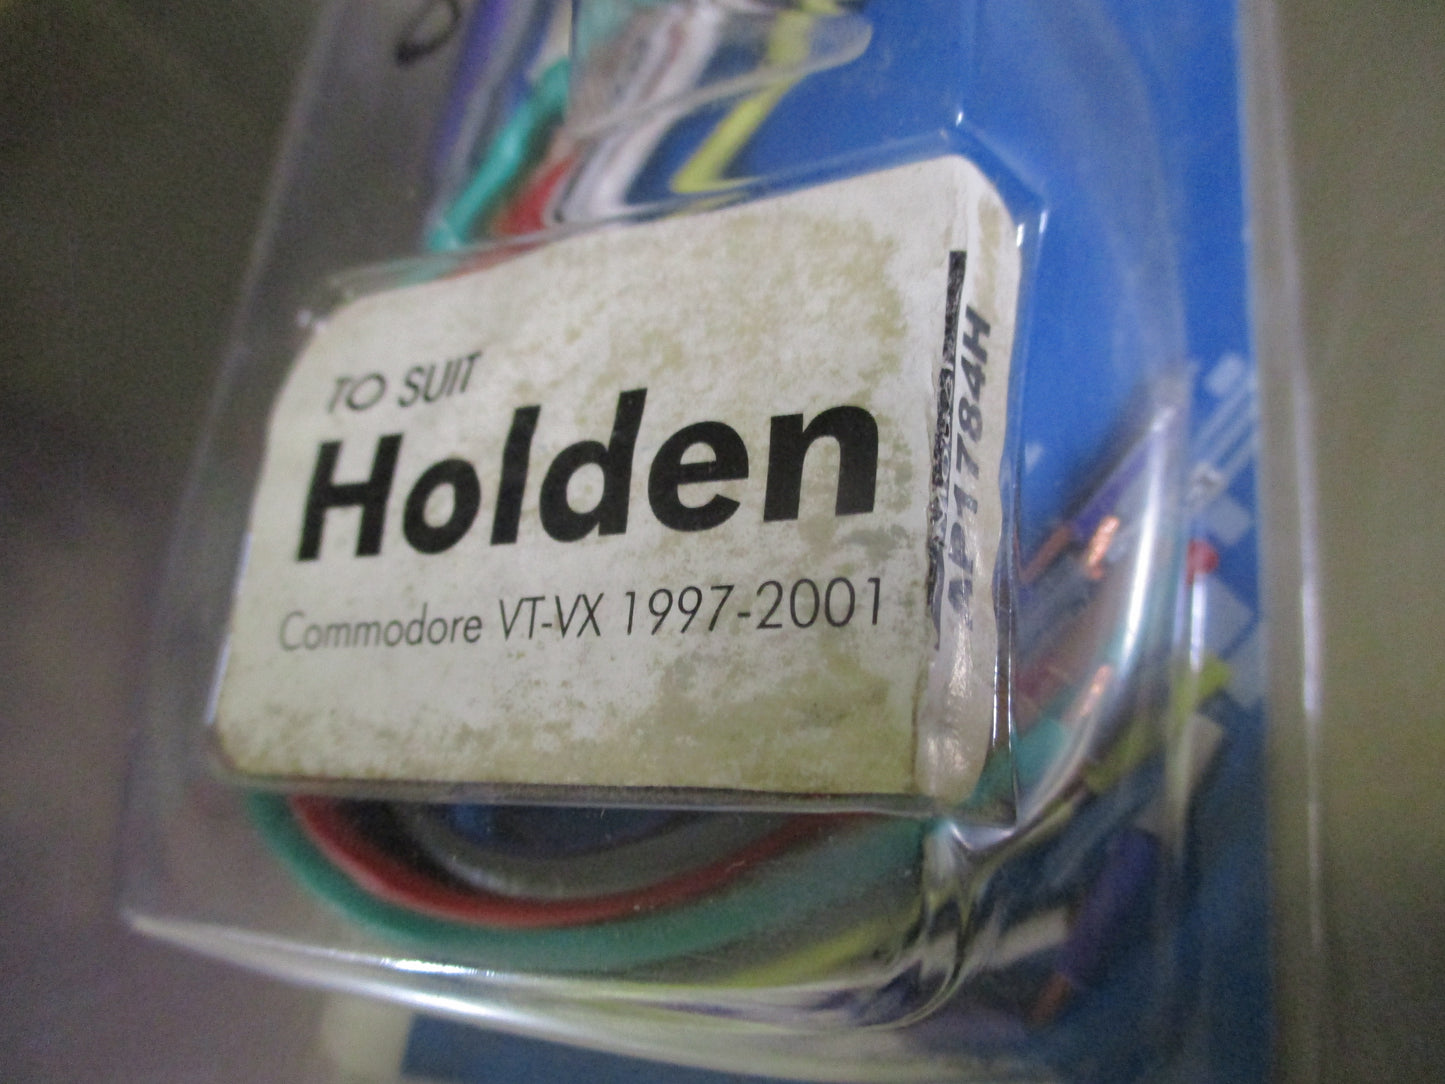 TO SUIT
Holden
Commodore VT-VX 1997-2001
AP1784H